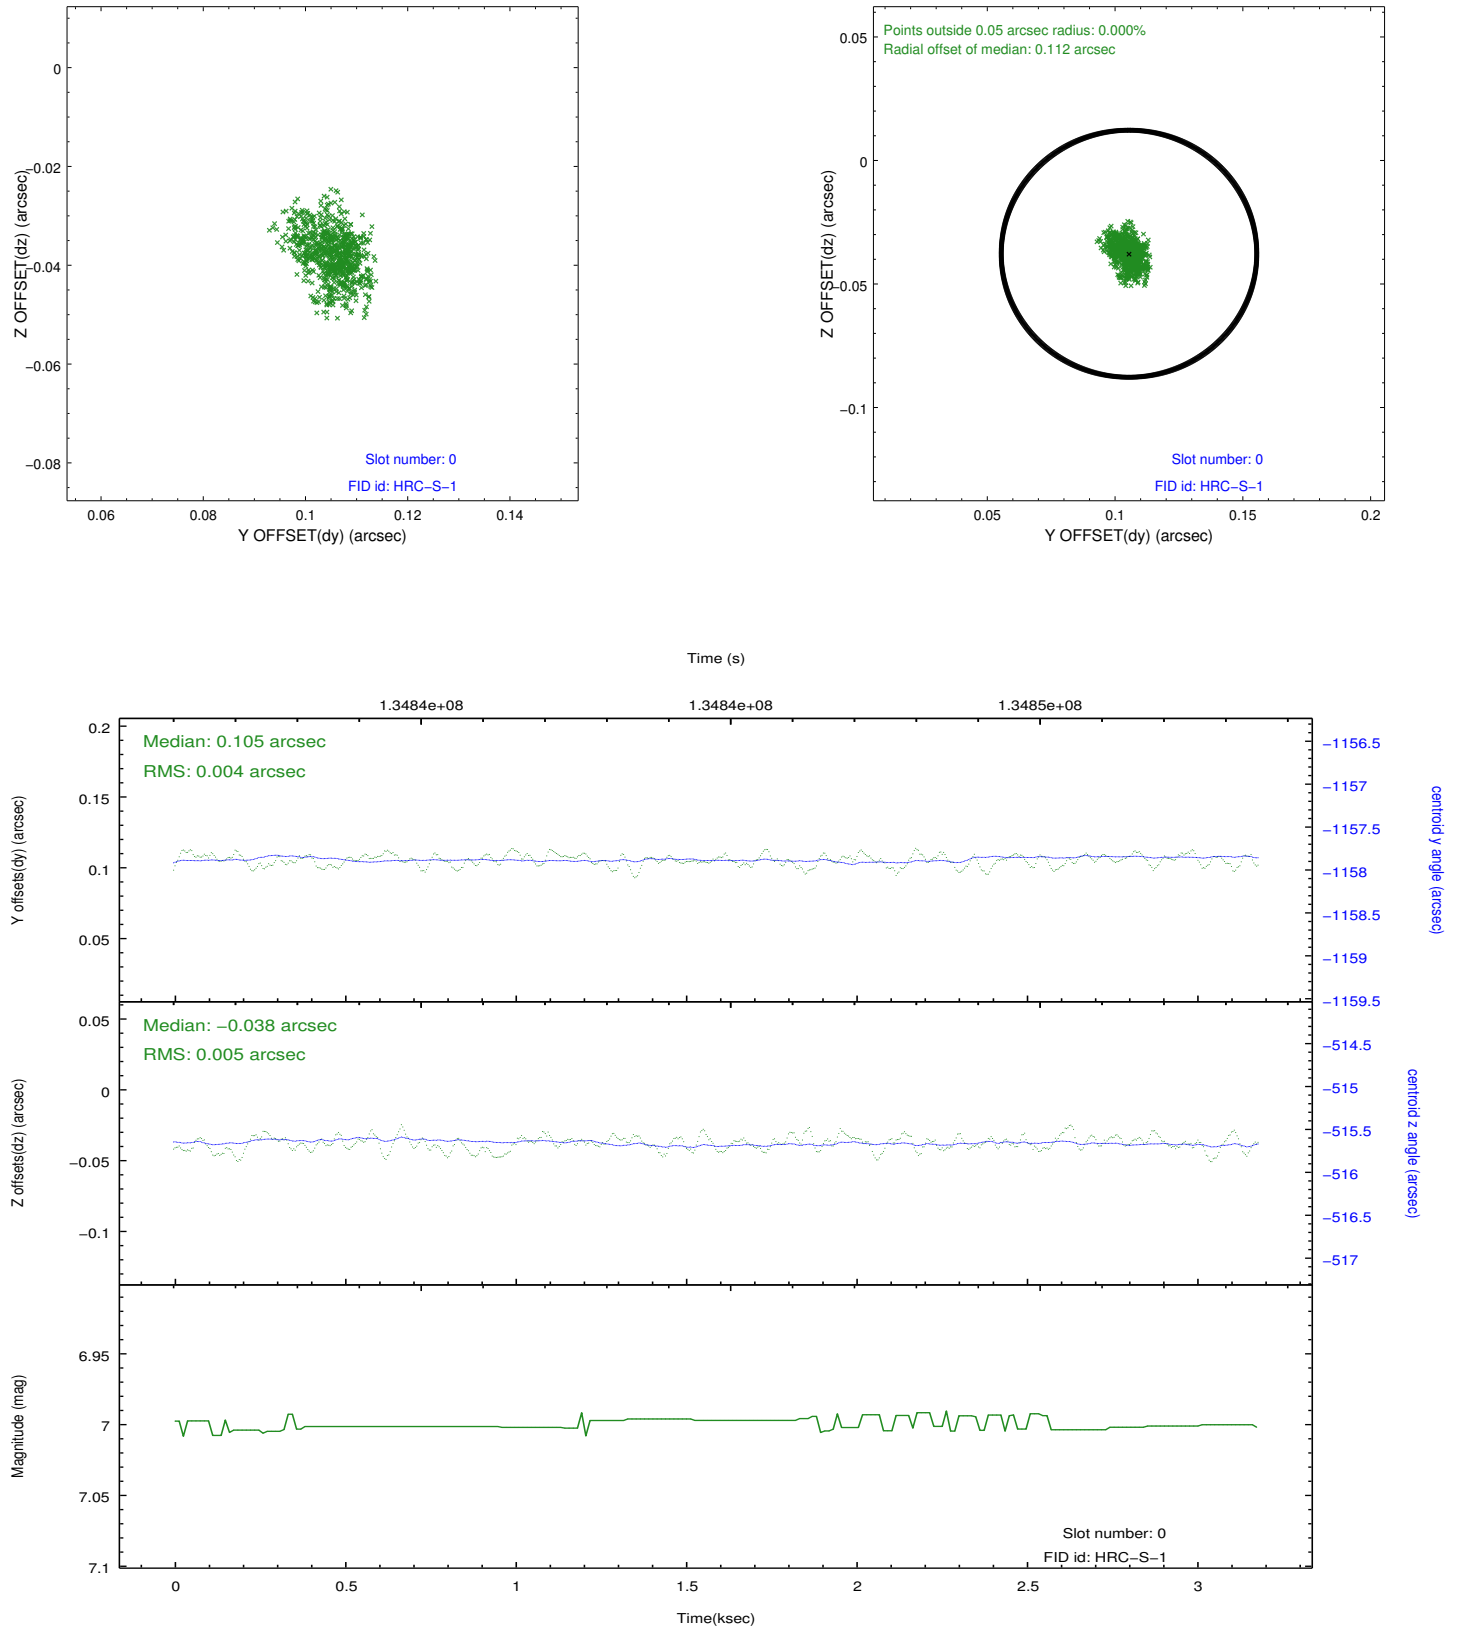 0
−0.02
−0.04
−0.06
−0.08
Z OFFSET(dz) (arcsec)
Slot number: 0
FID id: HRC−S−1
0.06
0.08
0.1
0.12
0.14
Y OFFSET(dy) (arcsec)
Points outside 0.05 arcsec radius: 0.000%
Radial offset of median: 0.112 arcsec
0.05
0
−0.05
−0.1
Z OFFSET(dz) (arcsec)
Slot number: 0
FID id: HRC−S−1
0.05
0.1
0.15
0.2
Y OFFSET(dy) (arcsec)
Time (s)
1.3484e+08
1.3484e+08
1.3485e+08
Median: 0.105 arcsec
RMS: 0.004 arcsec
0.2
0.15
0.1
0.05
Y offsets(dy) (arcsec)
−1156.5
−1157
−1157.5
−1158
−1158.5
−1159
−1159.5
centroid y angle (arcsec)
Median: −0.038 arcsec
RMS: 0.005 arcsec
0.05
0
−0.05
−0.1
Z offsets(dz) (arcsec)
−514.5
−515
−515.5
−516
−516.5
−517
centroid z angle (arcsec)
6.95
7
7.05
7.1
Magnitude (mag)
Slot number: 0
FID id: HRC−S−1
0
0.5
1
1.5
2
2.5
3
Time(ksec)